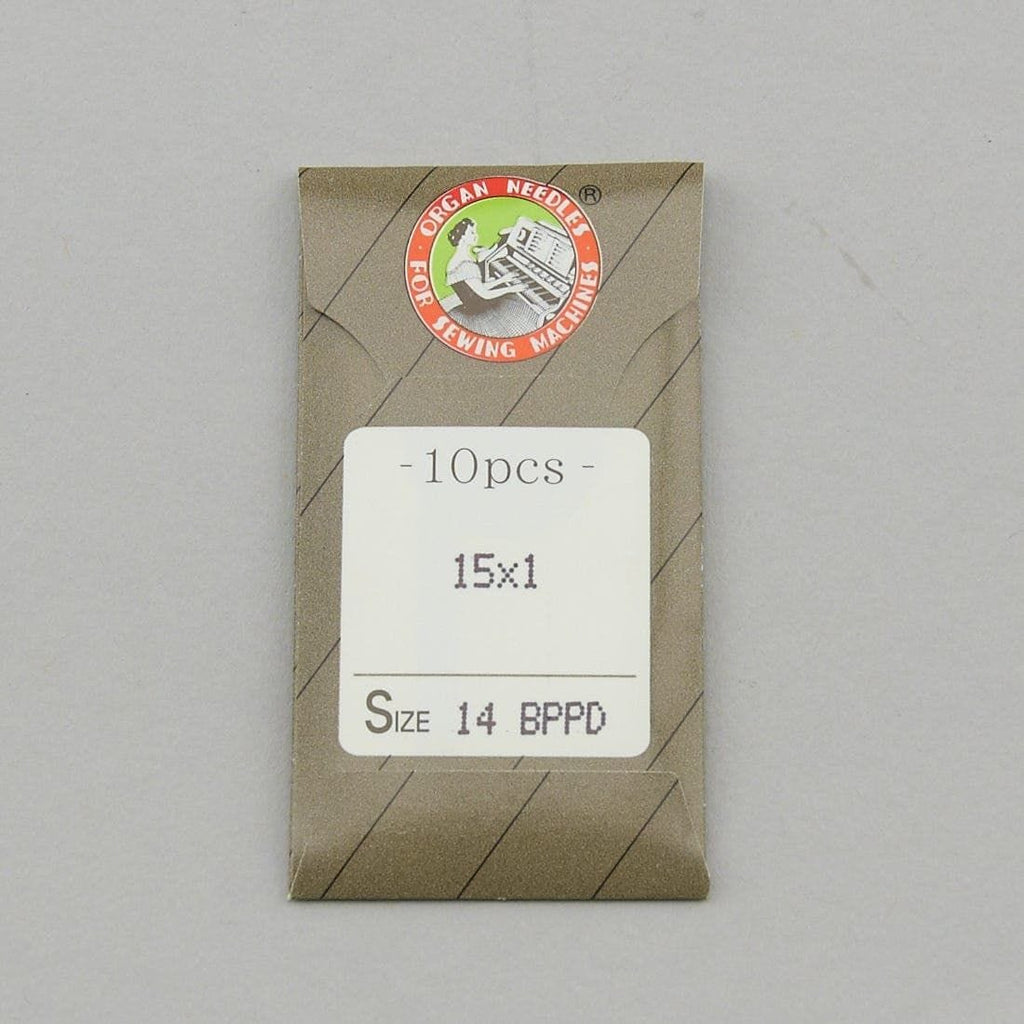 ORGAN NEEDLES ®
· FOR SEWING MACHINES ·
-10pcs-
15x1
SIZE 14 BPPD